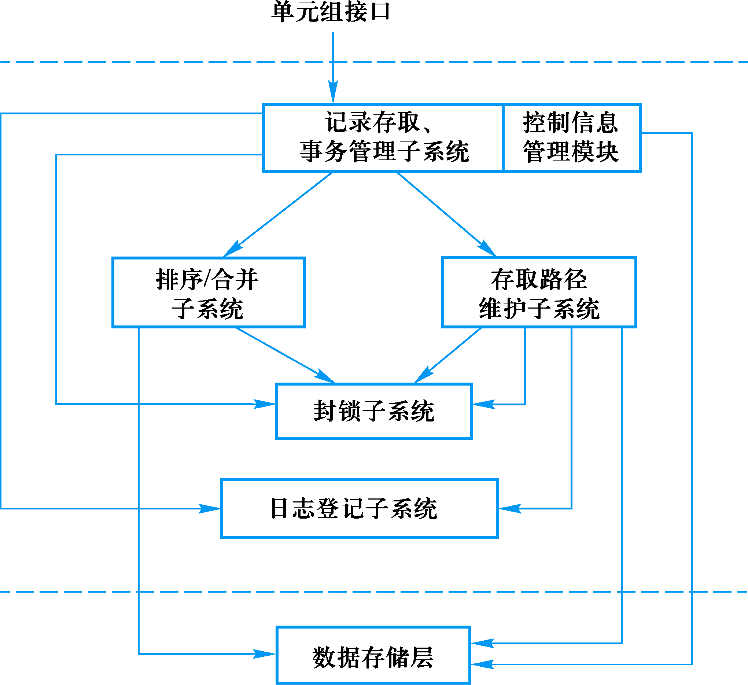 单元组接口
记录存取、
事务管理子系统
控制信息
管理模块
排序/合并
子系统
存取路径
维护子系统
封锁子系统
日志登记子系统
数据存储层